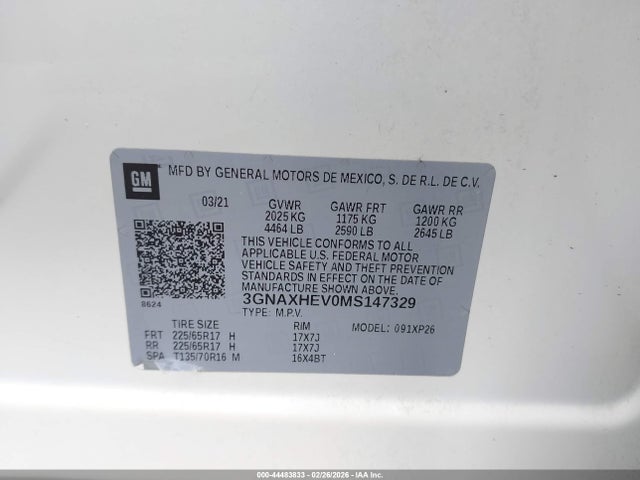 GM
MFD BY GENERAL MOTORS DE MEXICO, S. DE R.L. DE C.V.
03/21 GVWR GAWR FRT GAWR RR
2025 KG 1175 KG 1200 KG
4464 LB 2590 LB 2645 LB
THIS VEHICLE CONFORMS TO ALL
APPLICABLE U.S. FEDERAL MOTOR
VEHICLE SAFETY AND THEFT PREVENTION
STANDARDS IN EFFECT ON THE DATE OF
MANUFACTURE SHOWN ABOVE.
8624
3GNAXHEV0MS147329
TYPE: M.P.V.
TIRE SIZE RIM MODEL: 091XP26
FRT 225/65R17 H 17X7J
RR 225/65R17 H 17X7J
SPA T135/70R16 M 16X4BT
000-44483833 - 02/26/2026 - IAA Inc.